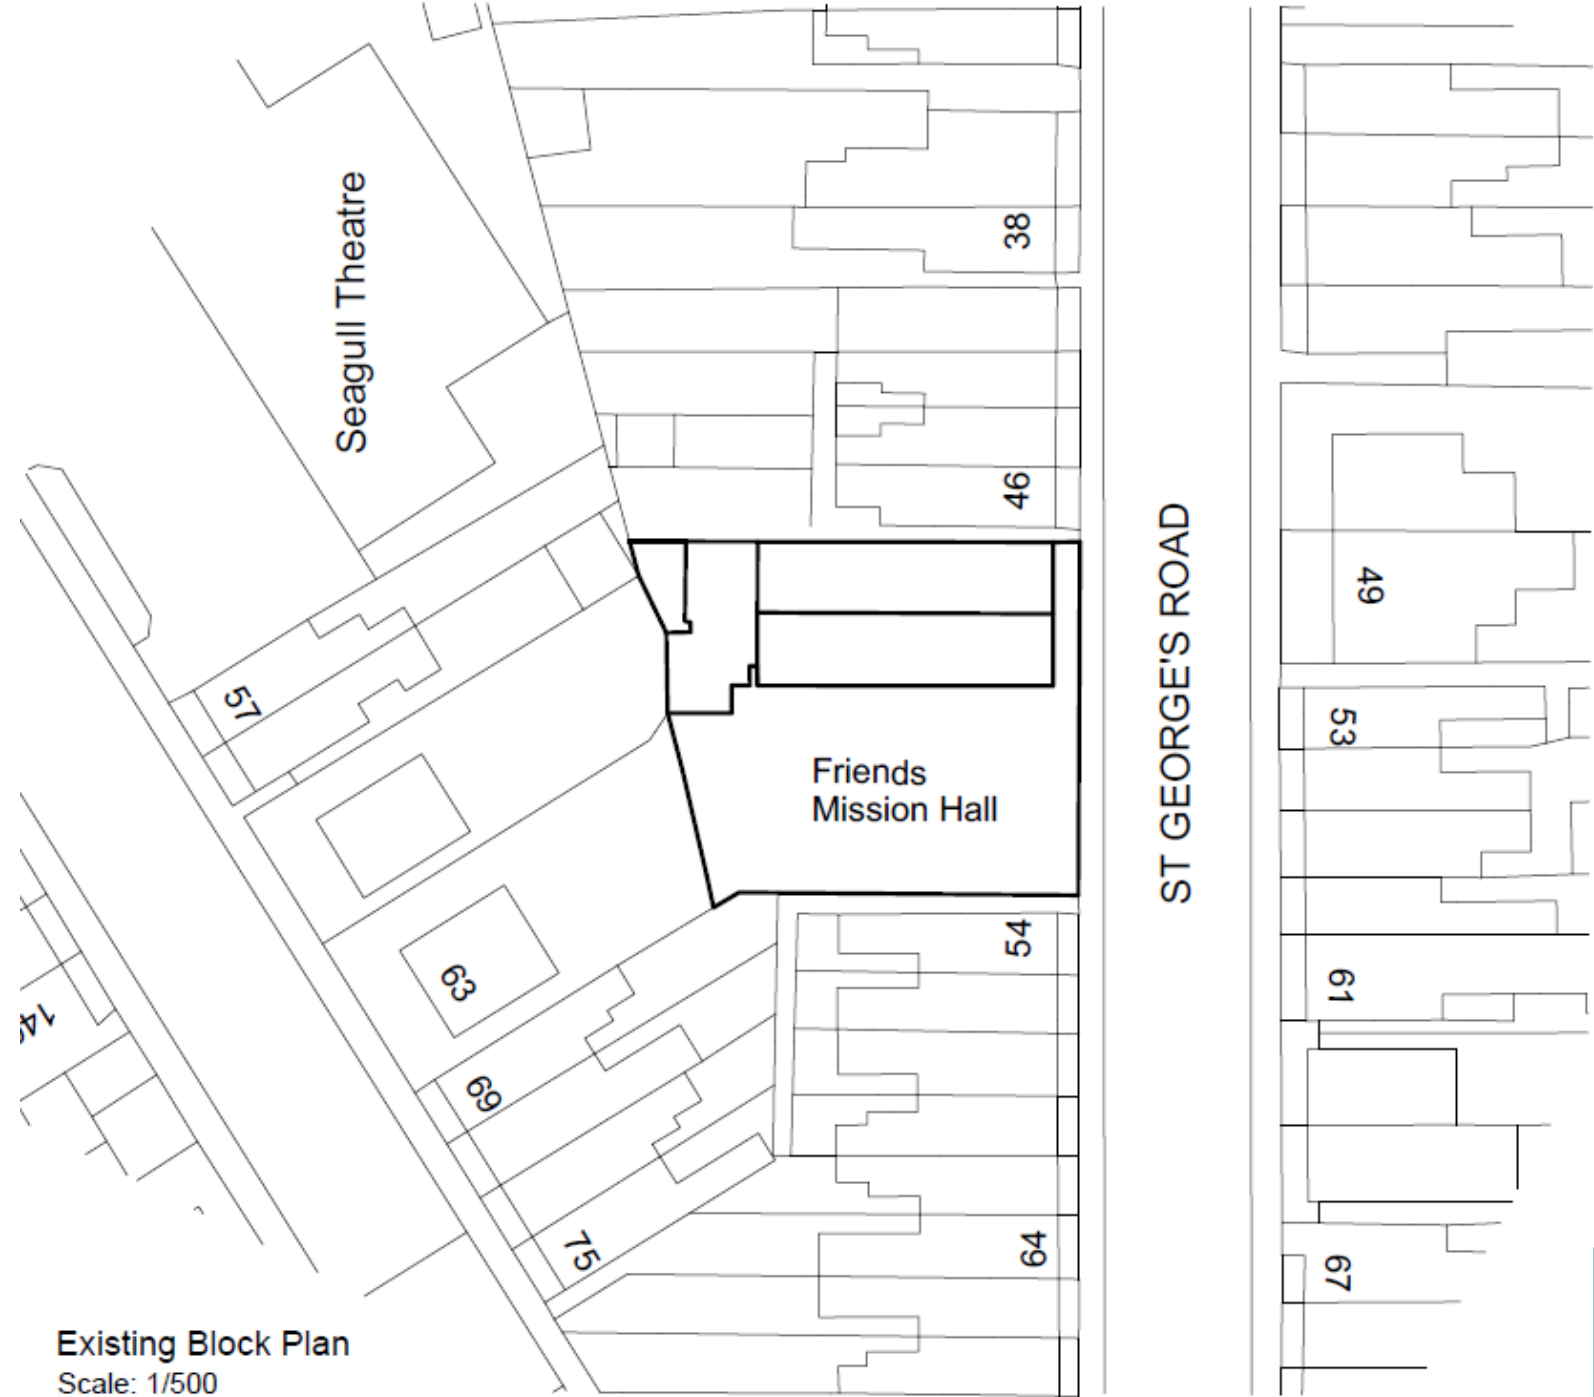 Seagull Theatre
38
46
ST GEORGE'S ROAD
49
57
53
Friends
Mission Hall
54
63
61
69
75
64
67
Existing Block Plan
Scale: 1/500